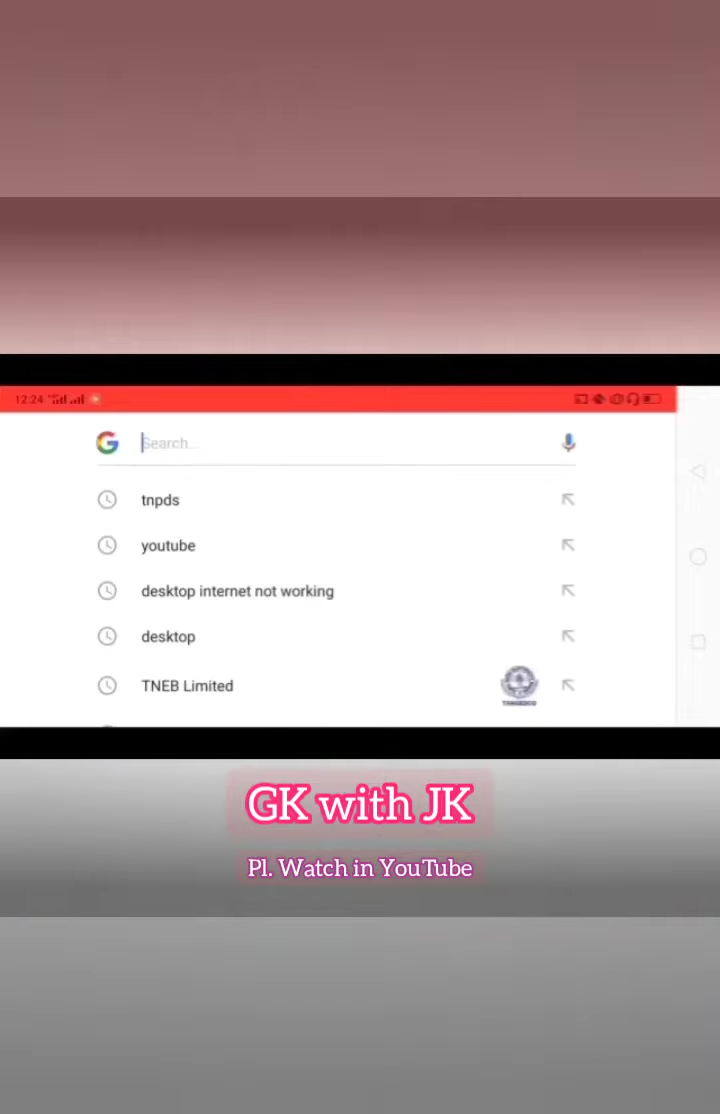 12:24
Search...
tnpds
youtube
desktop internet not working
desktop
TNEB Limited
TANGEDCO
GK with JK
Pl. Watch in YouTube